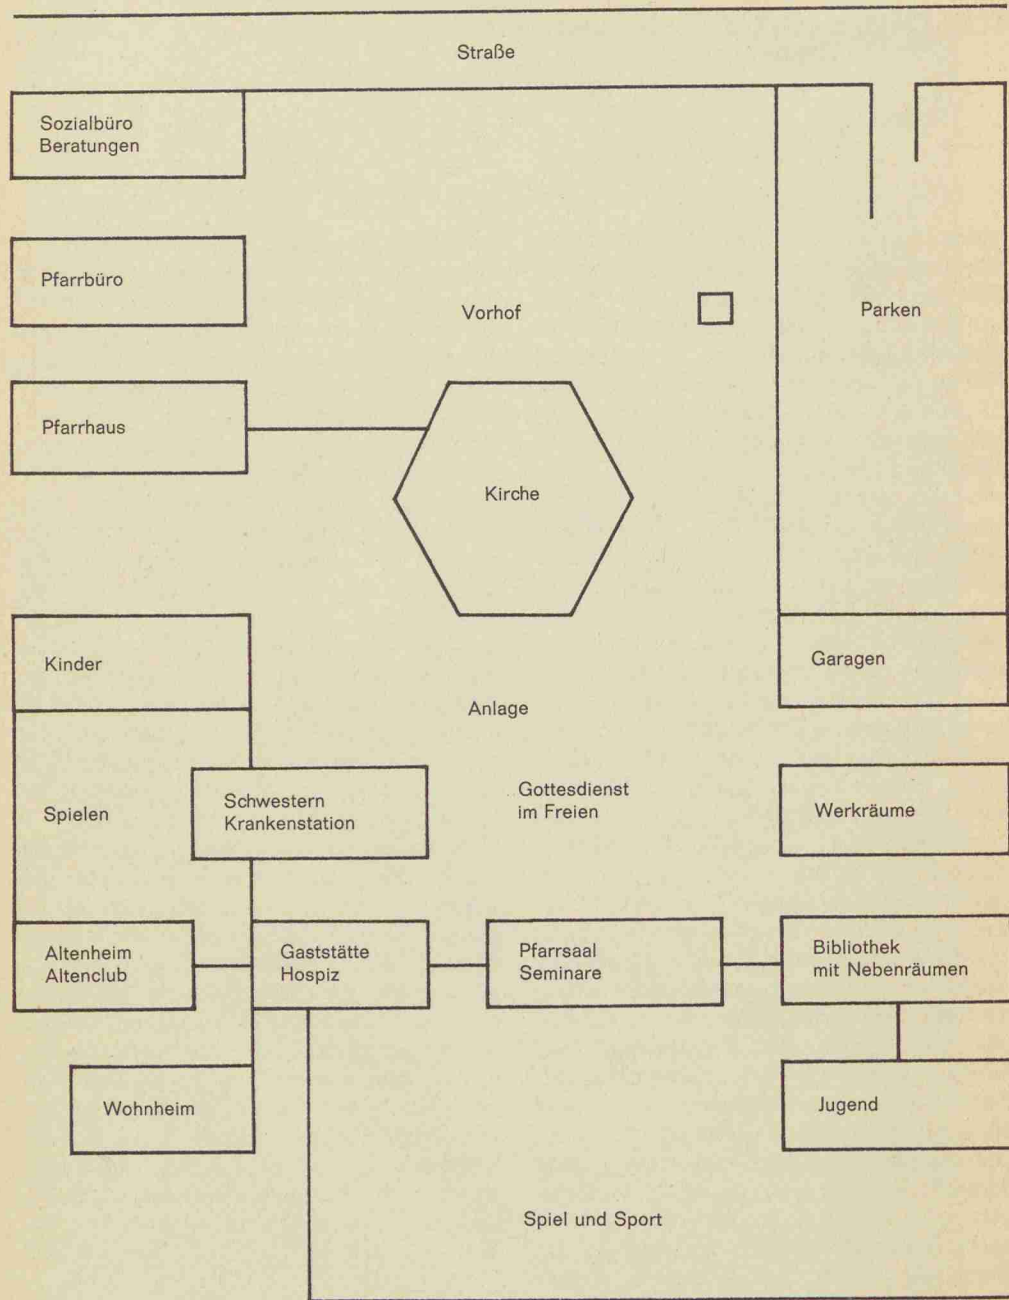 Straße
Sozialbüro
Beratungen
Pfarrbüro
Vorhof
Parken
Pfarrhaus
Kirche
Kinder
Garagen
Anlage
Spielen
Schwestern
Krankenstation
Gottesdienst
im Freien
Werkräume
Altenheim
Altenclub
Gaststätte
Hospiz
Pfarrsaal
Seminare
Bibliothek
mit Nebenräumen
Wohnheim
Jugend
Spiel und Sport